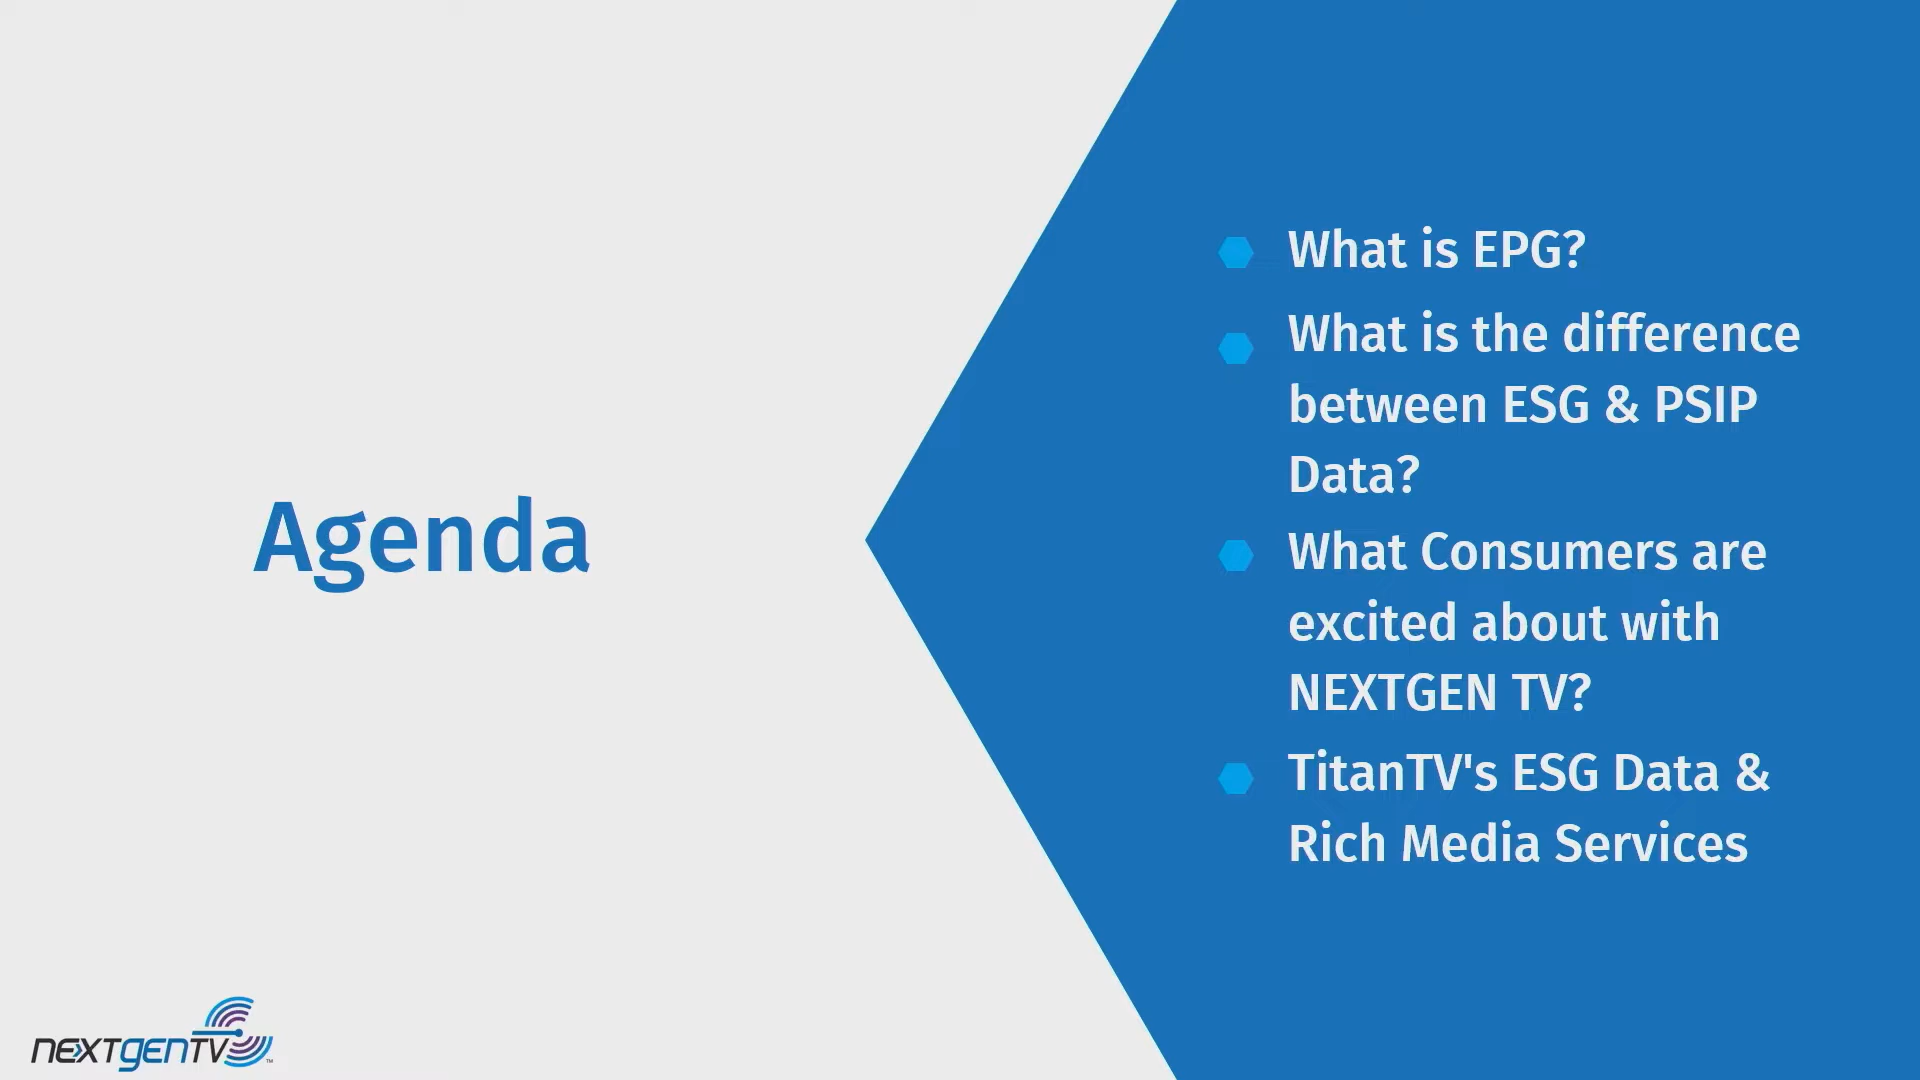 Agenda
What is EPG?
What is the difference
between ESG & PSIP
Data?
What Consumers are
excited about with
NEXTGEN TV?
TitanTV's ESG Data &
Rich Media Services
NEXTGENTV™